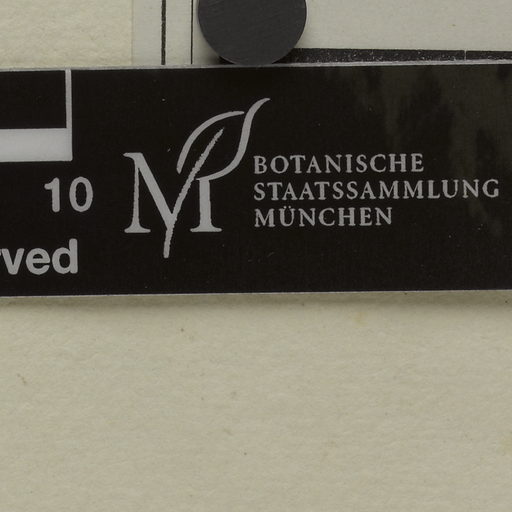 10
BOTANISCHE
STAATSSAMMLUNG
MÜNCHEN